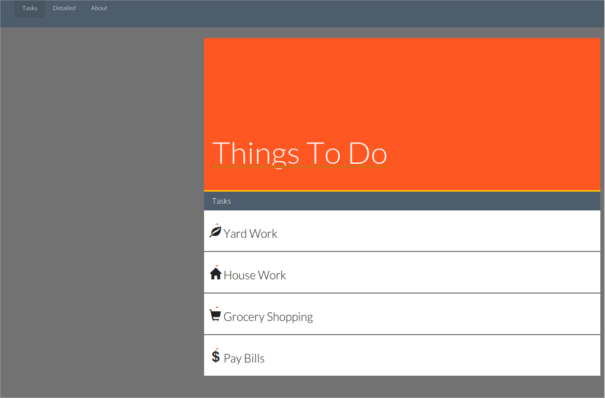 Tasks Detailed About
Things To Do
Tasks
Yard Work
House Work
Grocery Shopping
$ Pay Bills